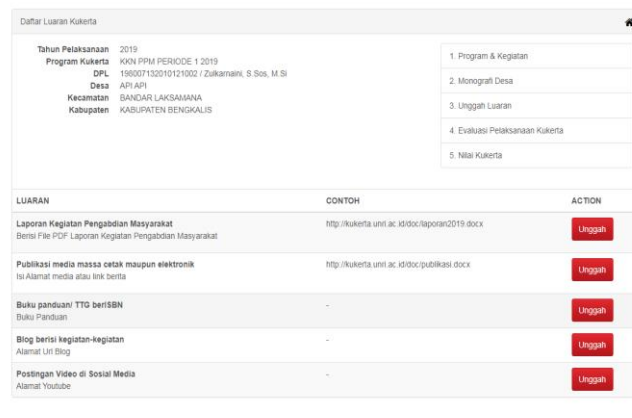 Daftar Luaran Kukerta
Tahun Pelaksanaan 2019
Program Kukerta KKN PPM PERIODE 1 2019
DPL 198007132010121002 / Zulkarnaini, S.Sos, M.Si
Desa API API
Kecamatan BANDAR LAKSAMANA
Kabupaten KABUPATEN BENGKALIS
1. Program & Kegiatan
2. Monografi Desa
3. Unggah Luaran
4. Evaluasi Pelaksanaan Kukerta
5. Nilai Kukerta
LUARAN CONTOH ACTION
Laporan Kegiatan Pengabdian Masyarakat http://kukerta.unri.ac.id/doc/laporan2019.docx Unggah
Berisi File PDF Laporan Kegiatan Pengabdian Masyarakat
Publikasi media massa cetak maupun elektronik http://kukerta.unri.ac.id/doc/publikasi.docx Unggah
Isi Alamat media atau link berita
Buku panduan/ TTG berISBN - Unggah
Buku Panduan
Blog berisi kegiatan-kegiatan - Unggah
Alamat Url Blog
Postingan Video di Sosial Media - Unggah
Alamat Youtube